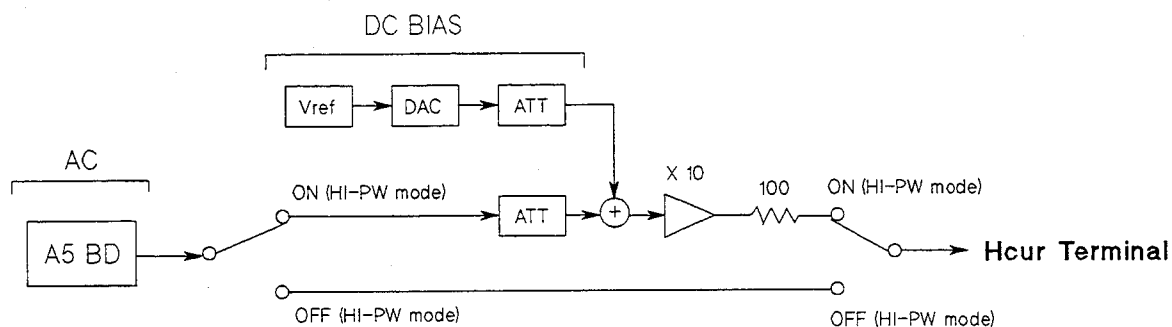 DC BIAS
Vref
DAC
ATT
AC
ON (HI-PW mode)
X 10
100
ON (HI-PW mode)
A5 BD
ATT
+
Hcur Terminal
OFF (HI-PW mode)
OFF (HI-PW mode)